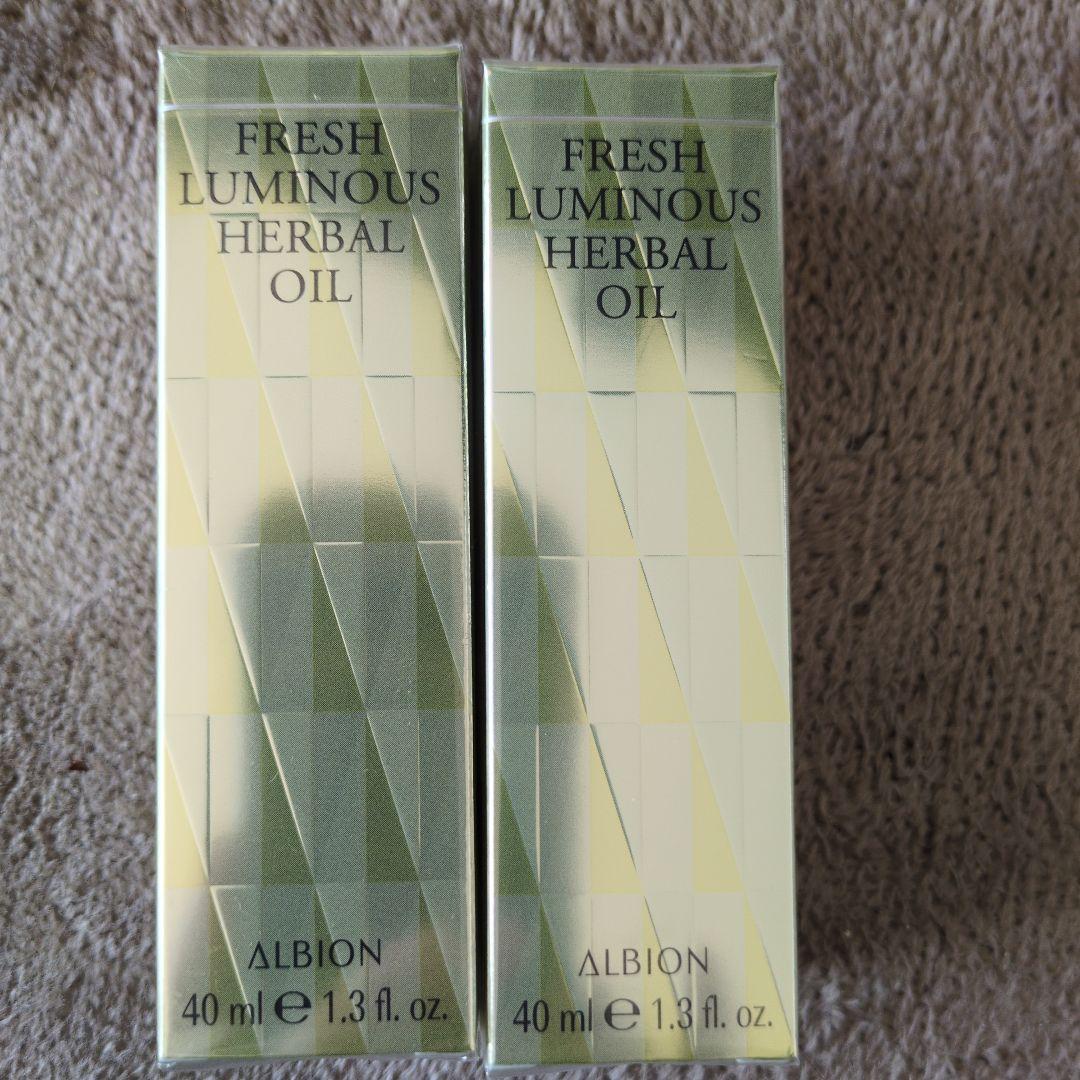 FRESH
LUMINOUS
HERBAL
OIL
ALBION
40 ml e 1.3 fl. oz.
FRESH
LUMINOUS
HERBAL
OIL
ALBION
40 ml e 1.3 fl. oz.